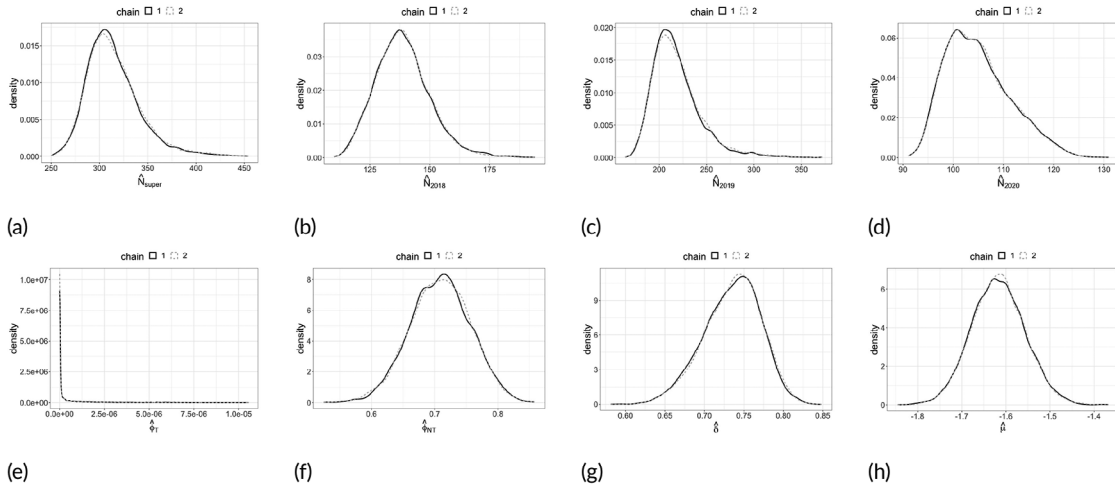 chain 1 2
density
0.015
0.010
0.005
0.000
250 300 350 400 450
N̂super
(a)
chain 1 2
density
0.03
0.02
0.01
0.00
125 150 175
N̂2018
(b)
chain 1 2
density
0.020
0.015
0.010
0.005
0.000
200 250 300 350
N̂2019
(c)
chain 1 2
density
0.06
0.04
0.02
0.00
90 100 110 120 130
N̂2020
(d)
chain 1 2
density
1.0e+07
7.5e+06
5.0e+06
2.5e+06
0.0e+00
0.0e+00 2.5e-06 5.0e-06 7.5e-06 1.0e-05
ϕ̂T
(e)
chain 1 2
density
8
6
4
2
0
0.6 0.7 0.8
ϕ̂NT
(f)
chain 1 2
density
9
6
3
0
0.60 0.65 0.70 0.75 0.80 0.85
δ̂
(g)
chain 1 2
density
6
4
2
0
-1.8 -1.7 -1.6 -1.5 -1.4
μ̂
(h)